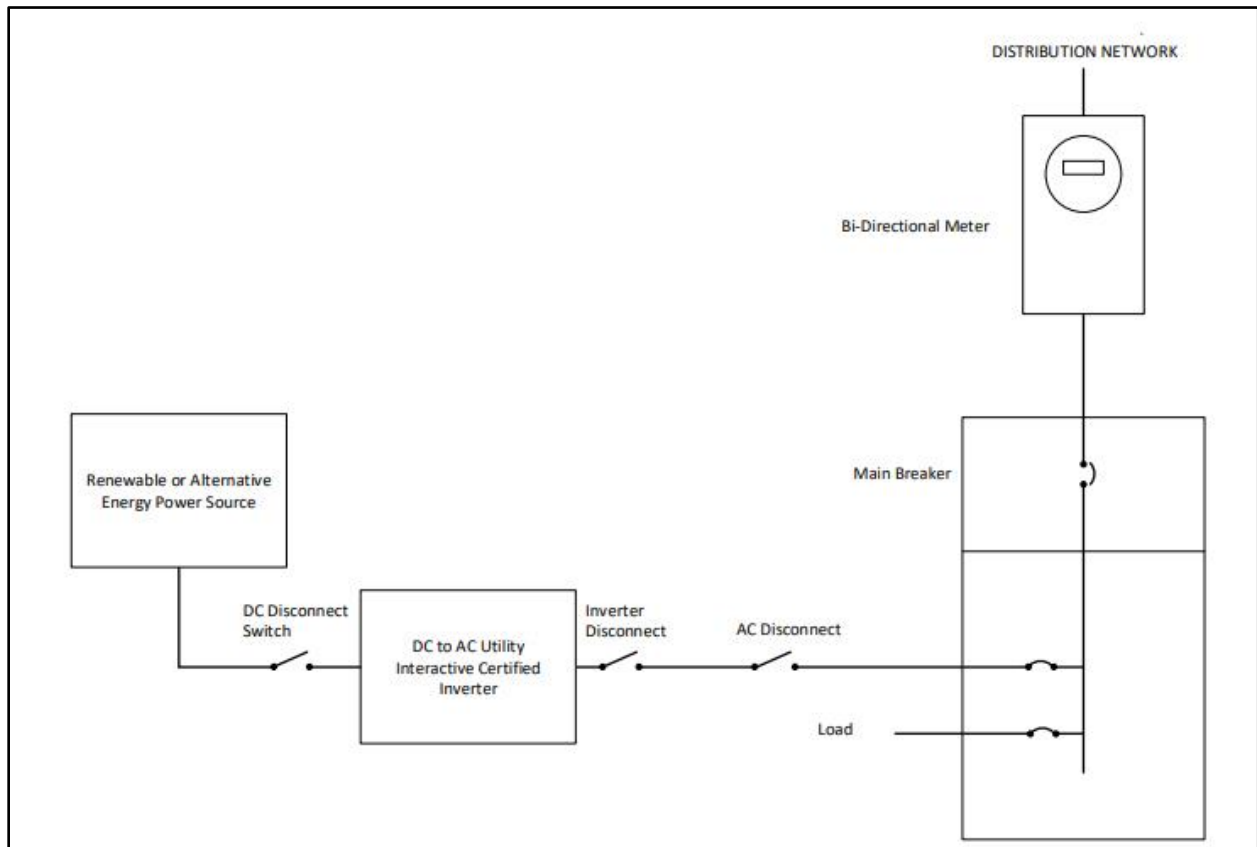 DISTRIBUTION NETWORK
Bi-Directional Meter
Main Breaker
Renewable or Alternative
Energy Power Source
DC Disconnect
Switch
DC to AC Utility
Interactive Certified
Inverter
Inverter
Disconnect
AC Disconnect
Load